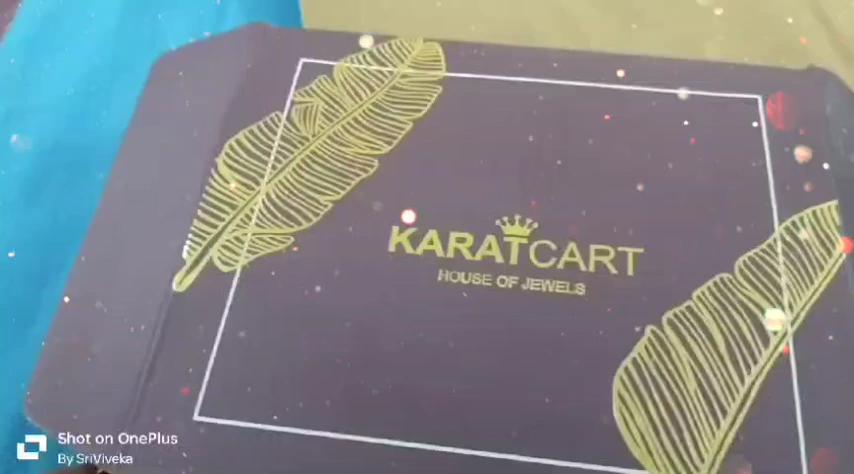 KARATCART
HOUSE OF JEWELS
Shot on OnePlus
By SriViveka